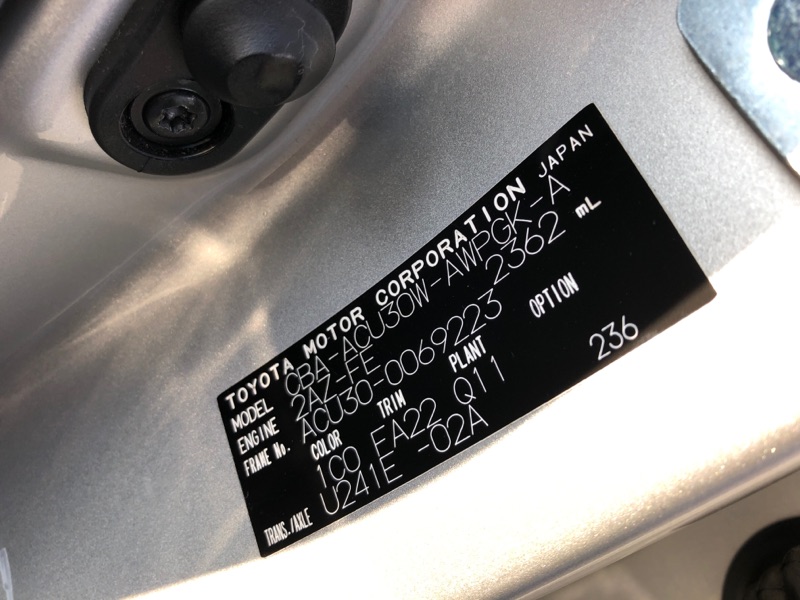 TOYOTA MOTOR CORPORATION JAPAN
MODEL CBA-ACU30W-AWPGK-A
ENGINE 2AZ-FE 2362 mL
FRAME No. ACU30-0069223
COLOR TRIM PLANT OPTION
1C0 FA22 Q11 236
TRANS./AXLE U241E -02A